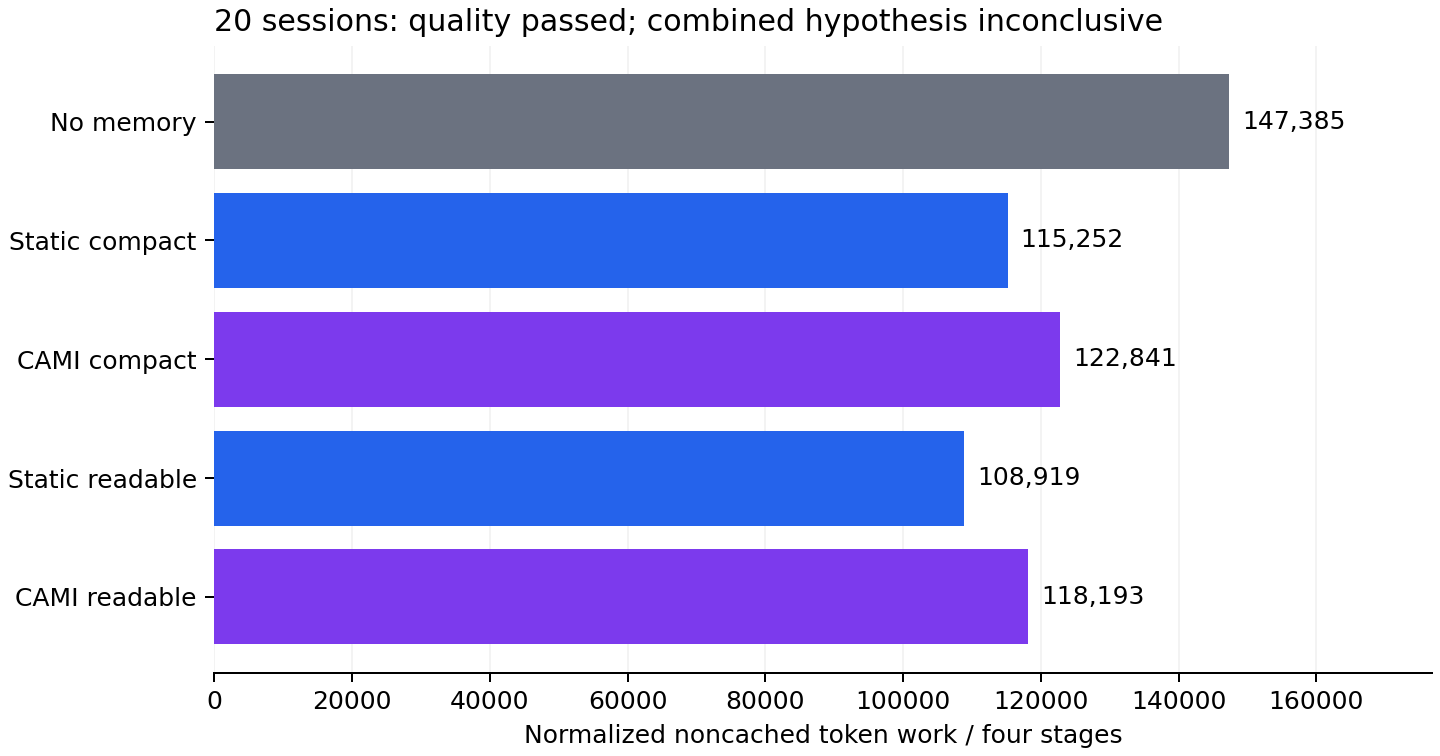 20 sessions: quality passed; combined hypothesis inconclusive
No memory
147,385
Static compact
115,252
CAMI compact
122,841
Static readable
108,919
CAMI readable
118,193
0 20000 40000 60000 80000 100000 120000 140000 160000
Normalized noncached token work / four stages